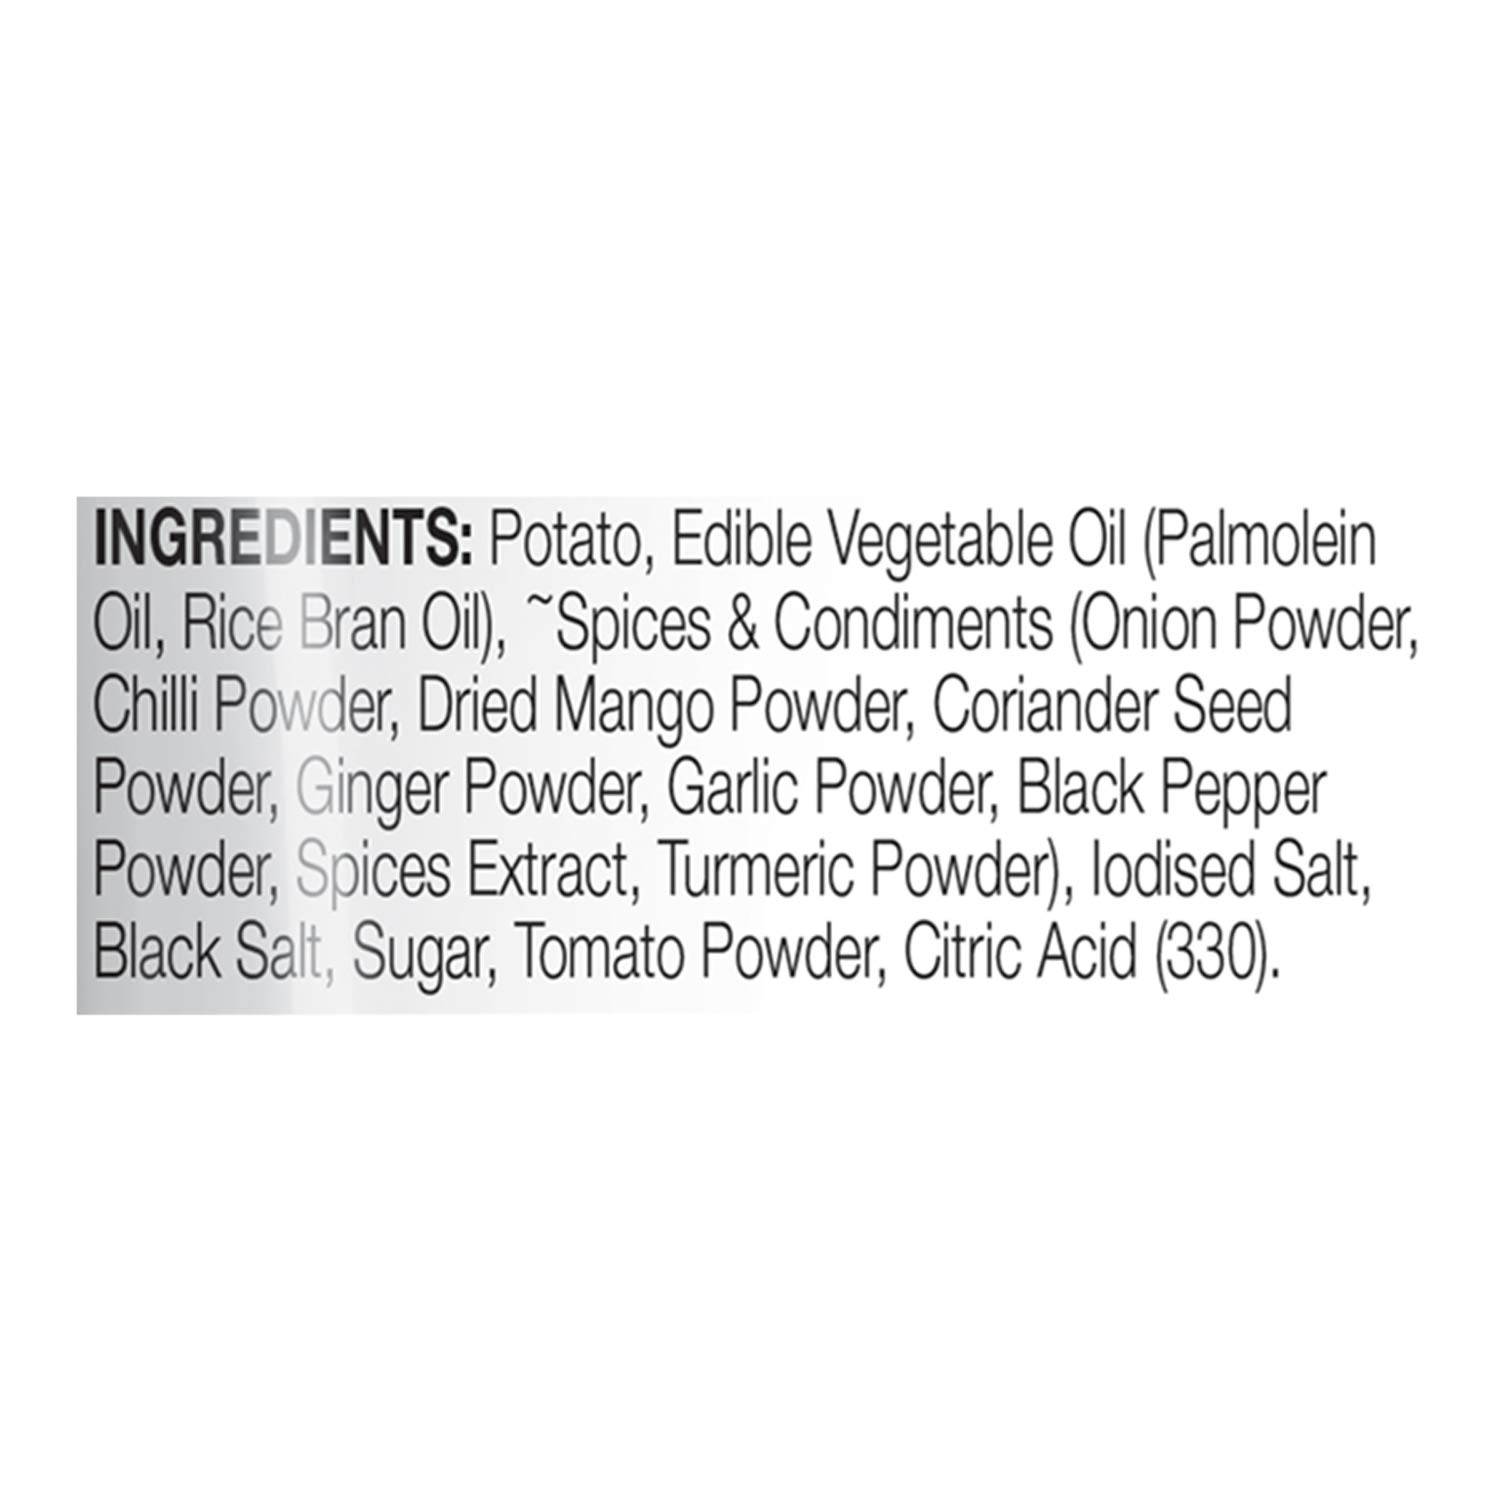 INGREDIENTS: Potato, Edible Vegetable Oil (Palmolein
Oil, Rice Bran Oil), ~Spices & Condiments (Onion Powder,
Chilli Powder, Dried Mango Powder, Coriander Seed
Powder, Ginger Powder, Garlic Powder, Black Pepper
Powder, Spices Extract, Turmeric Powder), Iodised Salt,
Black Salt, Sugar, Tomato Powder, Citric Acid (330).